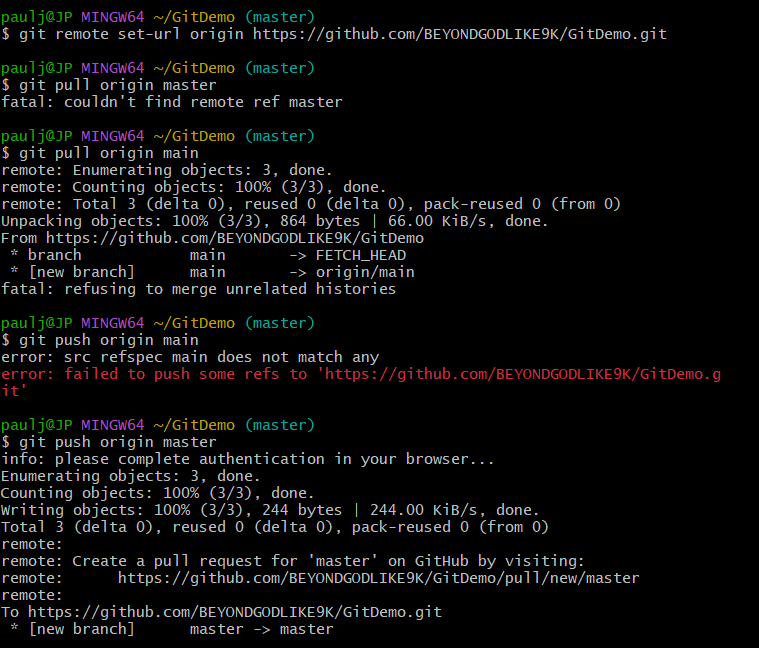 paulj@JP MINGW64 ~/GitDemo (master)
$ git remote set-url origin https://github.com/BEYONDGODLIKE9K/GitDemo.git

paulj@JP MINGW64 ~/GitDemo (master)
$ git pull origin master
fatal: couldn't find remote ref master

paulj@JP MINGW64 ~/GitDemo (master)
$ git pull origin main
remote: Enumerating objects: 3, done.
remote: Counting objects: 100% (3/3), done.
remote: Total 3 (delta 0), reused 0 (delta 0), pack-reused 0 (from 0)
Unpacking objects: 100% (3/3), 864 bytes | 66.00 KiB/s, done.
From https://github.com/BEYONDGODLIKE9K/GitDemo
 * branch            main       -> FETCH_HEAD
 * [new branch]      main       -> origin/main
fatal: refusing to merge unrelated histories

paulj@JP MINGW64 ~/GitDemo (master)
$ git push origin main
error: src refspec main does not match any
error: failed to push some refs to 'https://github.com/BEYONDGODLIKE9K/GitDemo.g
it'

paulj@JP MINGW64 ~/GitDemo (master)
$ git push origin master
info: please complete authentication in your browser...
Enumerating objects: 3, done.
Counting objects: 100% (3/3), done.
Writing objects: 100% (3/3), 244 bytes | 244.00 KiB/s, done.
Total 3 (delta 0), reused 0 (delta 0), pack-reused 0 (from 0)
remote:
remote: Create a pull request for 'master' on GitHub by visiting:
remote:      https://github.com/BEYONDGODLIKE9K/GitDemo/pull/new/master
remote:
To https://github.com/BEYONDGODLIKE9K/GitDemo.git
 * [new branch]      master -> master